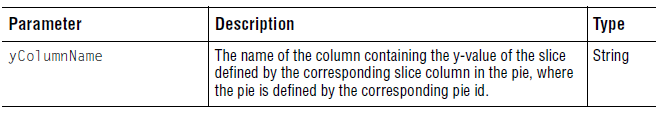 Parameter Description Type
yColumnName The name of the column containing the y-value of the slice String
defined by the corresponding slice column in the pie, where
the pie is defined by the corresponding pie id.